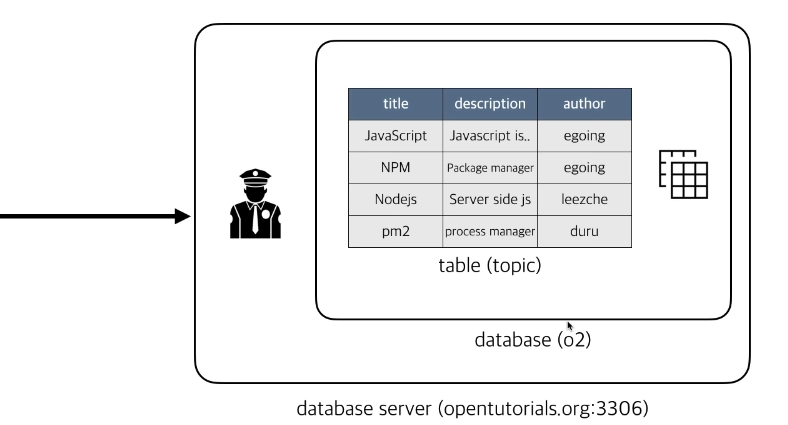 title description author
JavaScript Javascript is.. egoing
NPM Package manager egoing
Nodejs Server side js leezche
pm2 process manager duru
table (topic)
database (o2)
database server (opentutorials.org:3306)